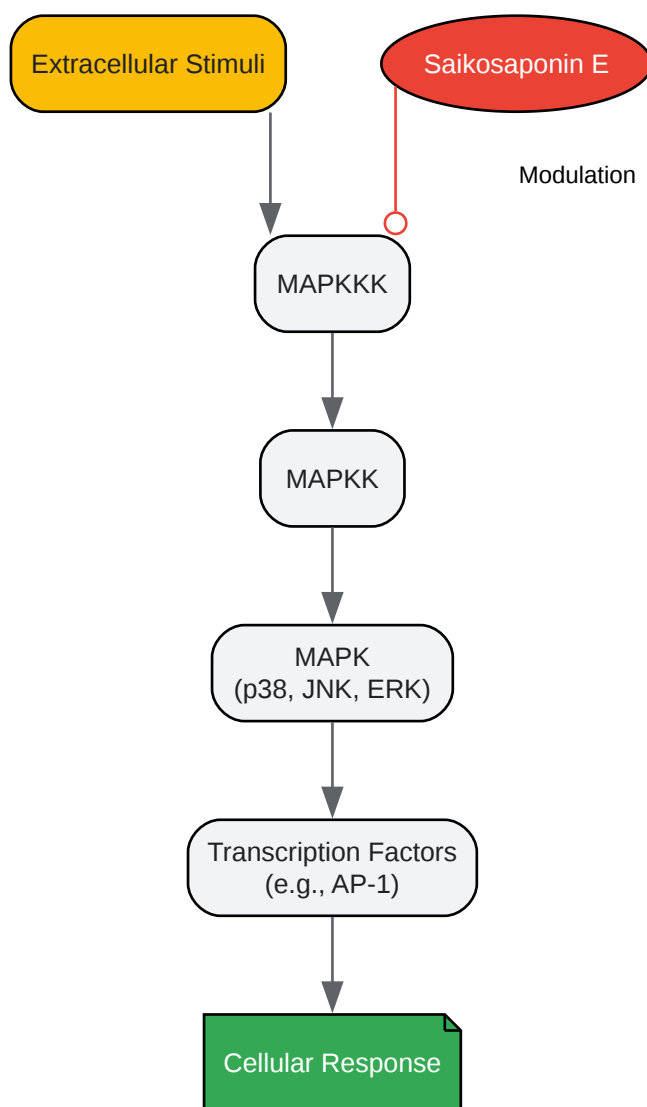 Extracellular Stimuli
Saikosaponin E
Modulation
MAPKKK
MAPKK
MAPK
(p38, JNK, ERK)
Transcription Factors
(e.g., AP-1)
Cellular Response